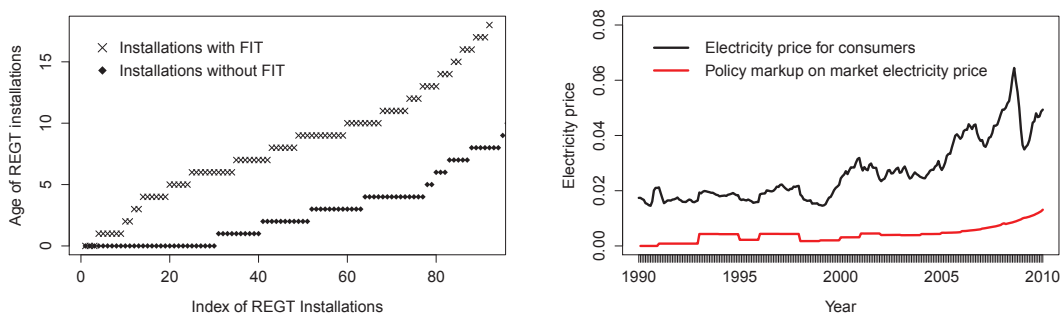 Installations with FIT
Installations without FIT
Age of REGT installations
0
5
10
15
0
20
40
60
80
Index of REGT Installations
Electricity price for consumers
Policy markup on market electricity price
Electricity price
0.00
0.02
0.04
0.06
0.08
1990
1995
2000
2005
2010
Year